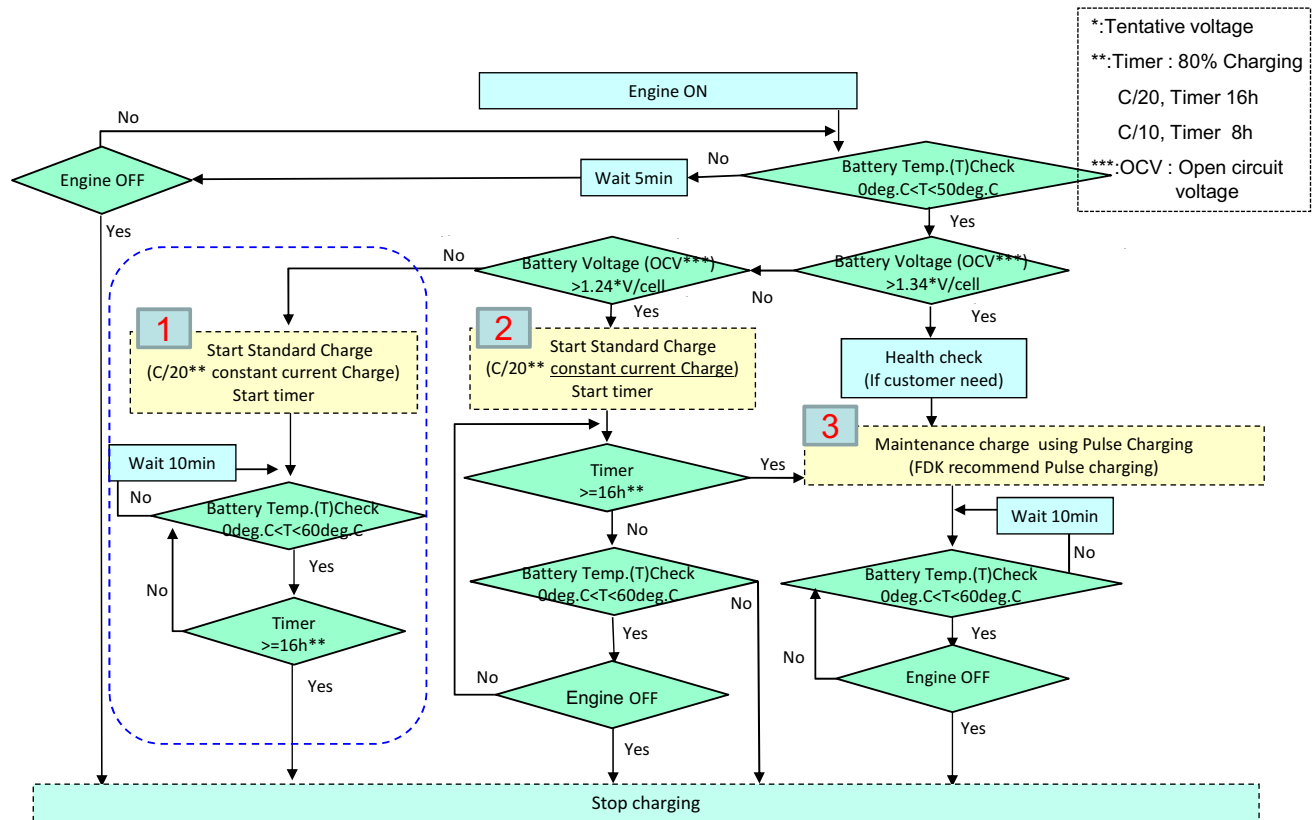 *:Tentative voltage
**:Timer : 80% Charging
C/20, Timer 16h
C/10, Timer 8h
***:OCV : Open circuit
voltage
Engine ON
No
Engine OFF
Yes
Wait 5min
No
Battery Temp.(T)Check
0deg.C<T<50deg.C
Yes
No
Battery Voltage (OCV***)
>1.24*V/cell
Yes
No
Battery Voltage (OCV***)
>1.34*V/cell
Yes
1
Start Standard Charge
(C/20** constant current Charge)
Start timer
2
Start Standard Charge
(C/20** constant current Charge)
Start timer
Health check
(If customer need)
3
Maintenance charge using Pulse Charging
(FDK recommend Pulse charging)
Wait 10min
No
Battery Temp.(T)Check
0deg.C<T<60deg.C
Yes
No
Timer
>=16h**
Yes
Timer
>=16h**
Yes
No
Battery Temp.(T)Check
0deg.C<T<60deg.C
No
Yes
No
Engine OFF
Yes
Wait 10min
No
Battery Temp.(T)Check
0deg.C<T<60deg.C
Yes
No
Engine OFF
Yes
Stop charging